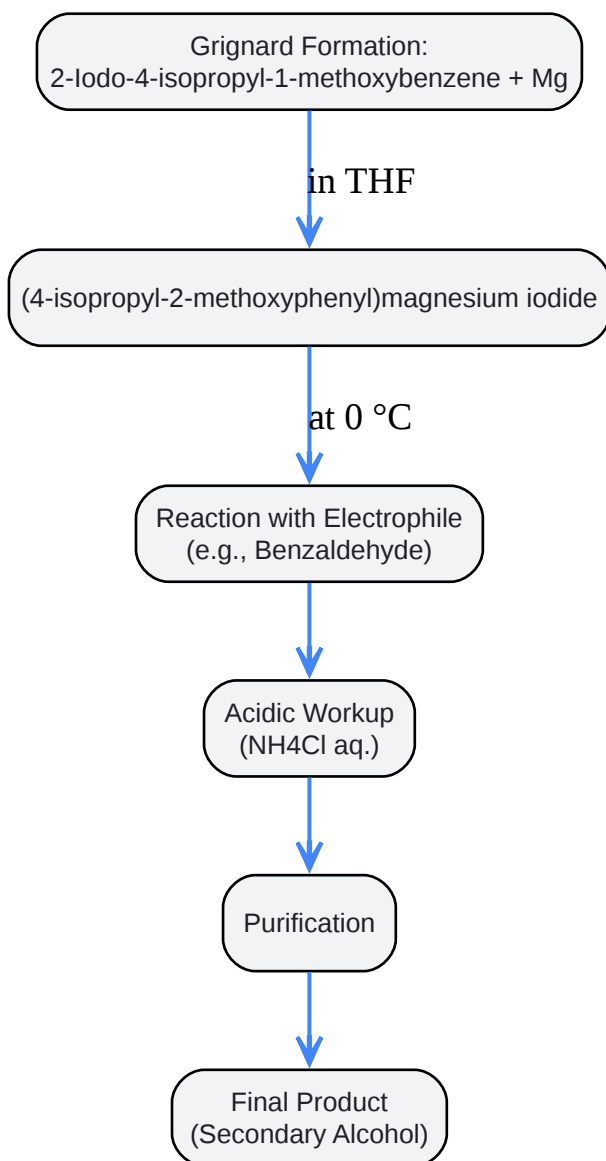 Grignard Formation:
2-Iodo-4-isopropyl-1-methoxybenzene + Mg
in THF
(4-isopropyl-2-methoxyphenyl)magnesium iodide
at 0 °C
Reaction with Electrophile
(e.g., Benzaldehyde)
Acidic Workup
(NH4Cl aq.)
Purification
Final Product
(Secondary Alcohol)